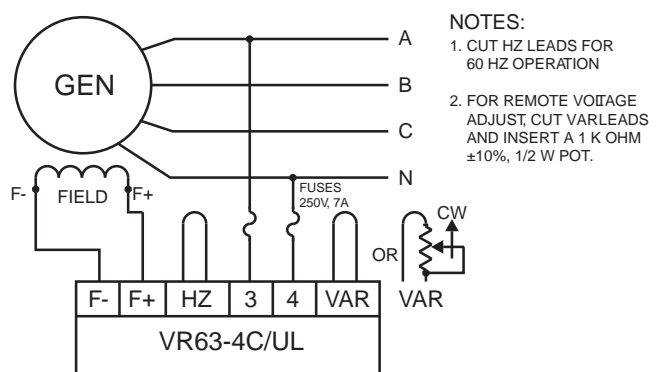 NOTES:
1. CUT HZ LEADS FOR
60 HZ OPERATION
2. FOR REMOTE VOLTAGE
ADJUST, CUT VAR LEADS
AND INSERT A 1 K OHM
±10%, 1/2 W POT.
GEN
A
B
C
N
F-
FIELD
F+
FUSES
250V, 7A
CW
OR
VAR
F-
F+
HZ
3
4
VAR
VR63-4C/UL